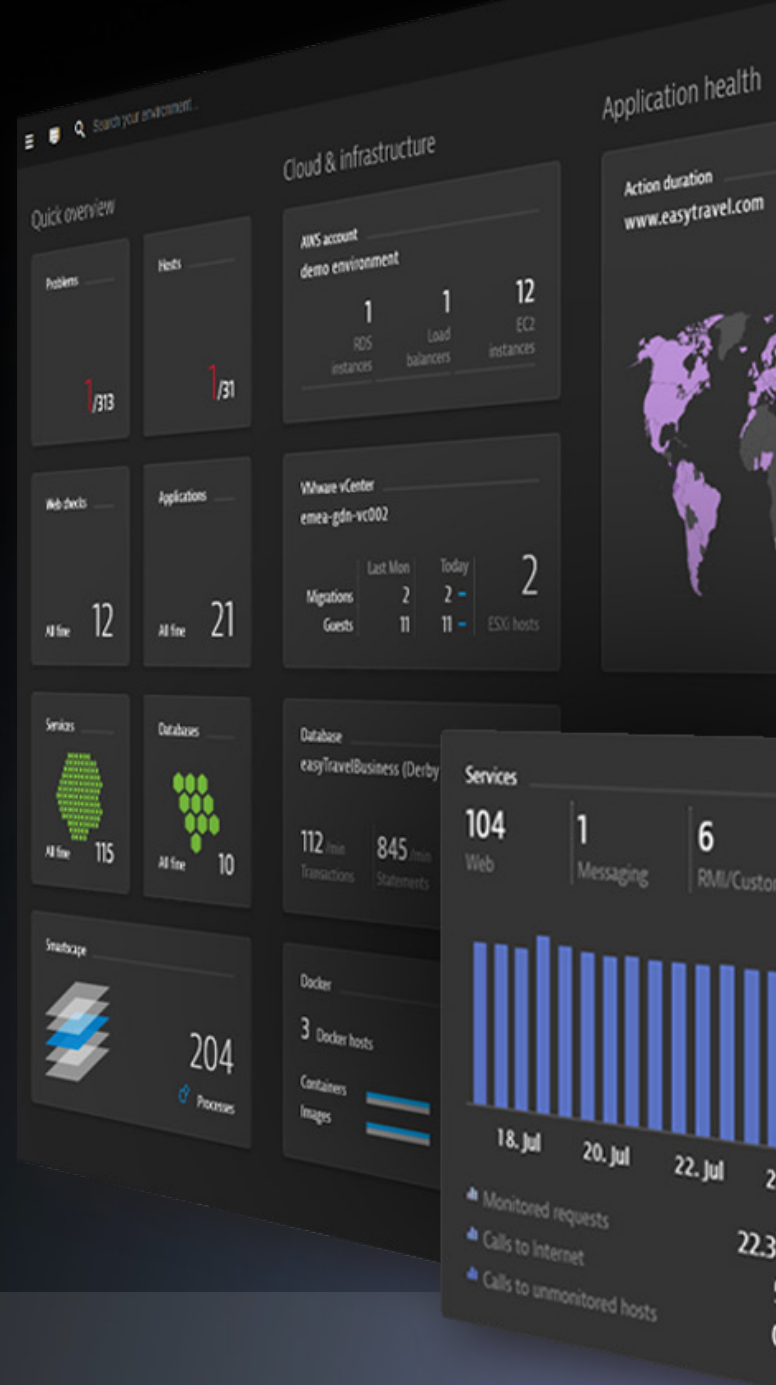 Search your environment...
Quick overview
Problems
1/313
Hosts
1/31
Web checks
All fine 12
Applications
All fine 21
Services
All fine 115
Databases
All fine 10
Smartscape
204
Processes
Cloud & infrastructure
AWS account
demo environment
1 1 12
RDS instances
Load balancers
EC2 instances
VMware vCenter
emea-gdn-vc002
Last Mon Today
Migrations 2 2
Guests 11 11
2
ESXi hosts
Database
easyTravelBusiness (Derby
112 /min
Transactions
845 /min
Statements
Docker
3 Docker hosts
Containers
Images
Application health
Action duration
www.easytravel.com
Services
104
Web
1
Messaging
6
RMI/Custo
18. Jul 20. Jul 22. Jul 2
Monitored requests 22.3
Calls to Internet
Calls to unmonitored hosts